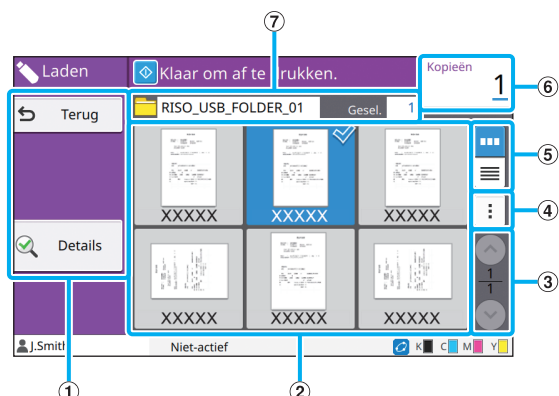 ⑦
Laden
Klaar om af te drukken.
Kopieën
1
⑥
Terug
RISO_USB_FOLDER_01
Gesel.
1
⑤
XXXXX
XXXXX
XXXXX
④
Details
1
1
③
XXXXX
XXXXX
XXXXX
J.Smith
Niet-actief
K
C
M
Y
①
②